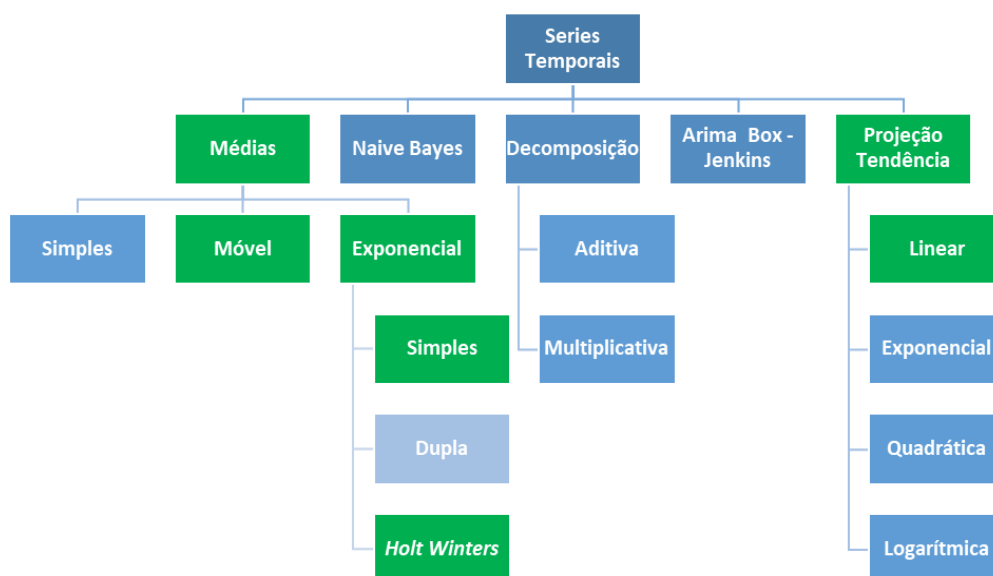 Series
Temporais
Médias
Naive Bayes
Decomposição
Arima Box -
Jenkins
Projeção
Tendência
Simples
Móvel
Exponencial
Aditiva
Linear
Simples
Multiplicativa
Exponencial
Dupla
Quadrática
Holt Winters
Logarítmica